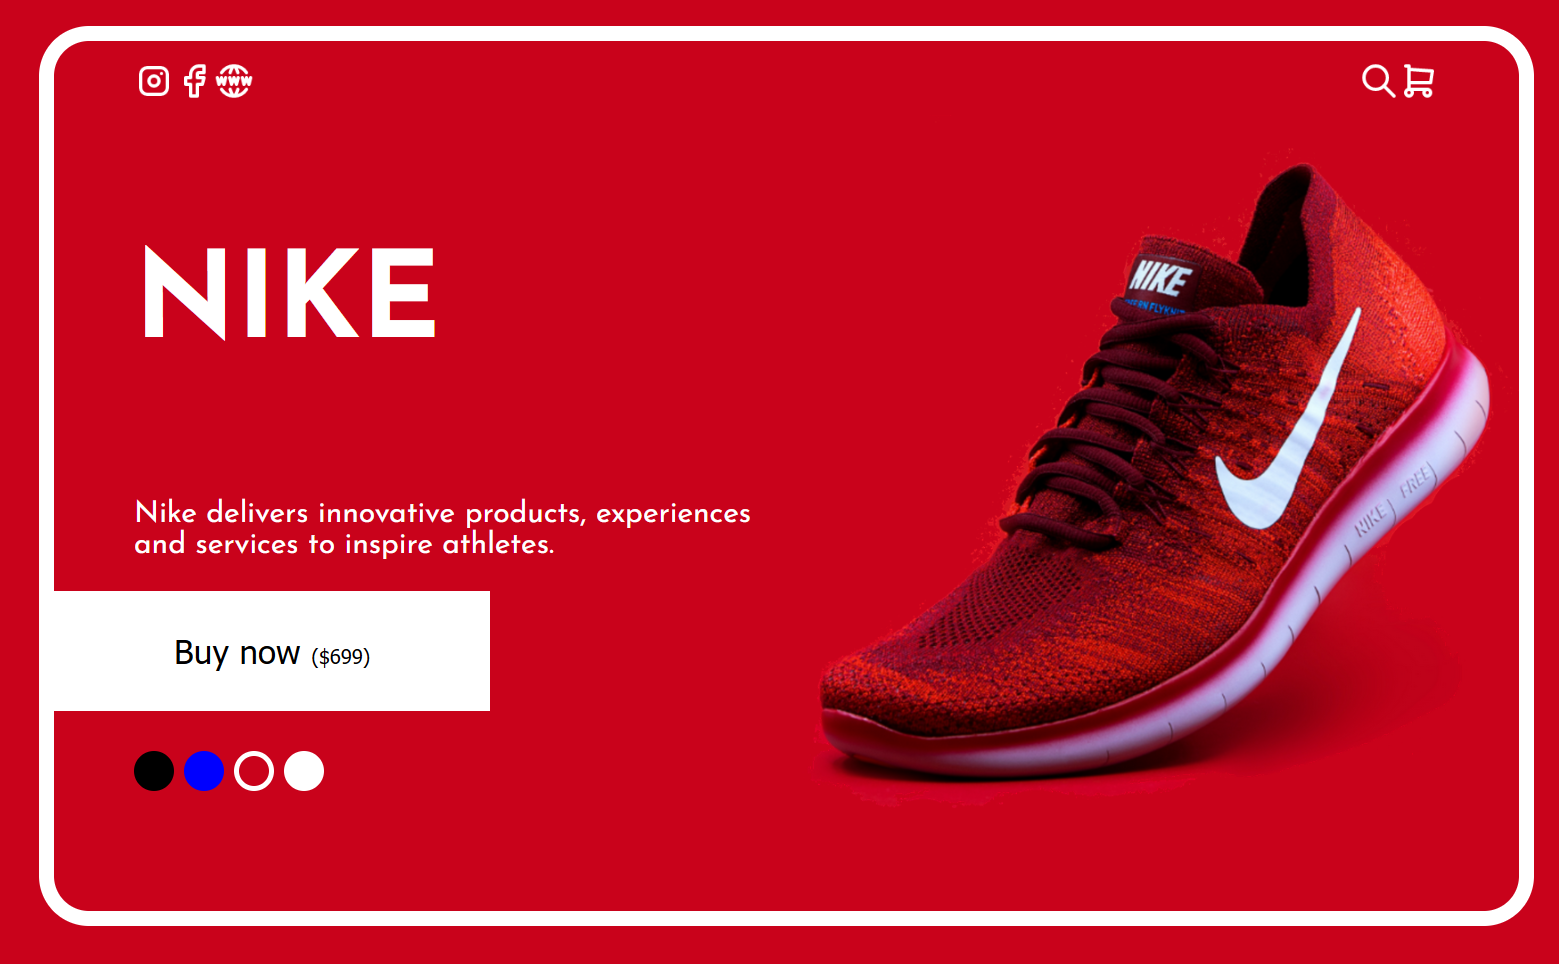 www
NIKE
NIKE
Nike delivers innovative products, experiences
and services to inspire athletes.
Buy now ($699)
NIKE FREE